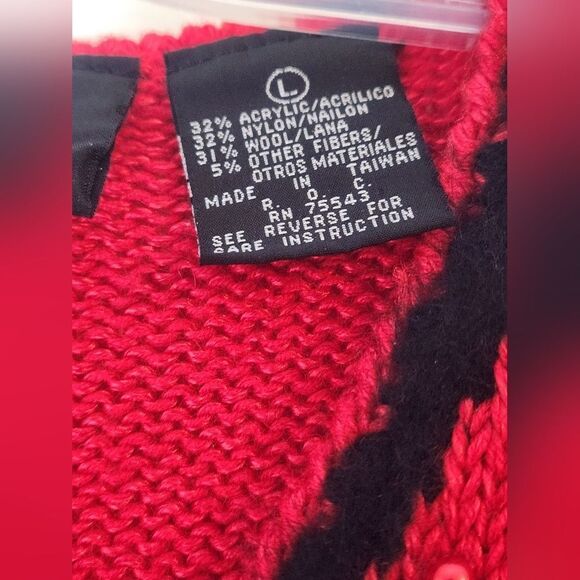 L
32% ACRYLIC/ACRILICO
32% NYLON/NAILON
31% WOOL/LANA
5% OTHER FIBERS/
OTROS MATERIALES
MADE IN TAIWAN
R. O. C.
RN 75543
SEE REVERSE FOR
CARE INSTRUCTION